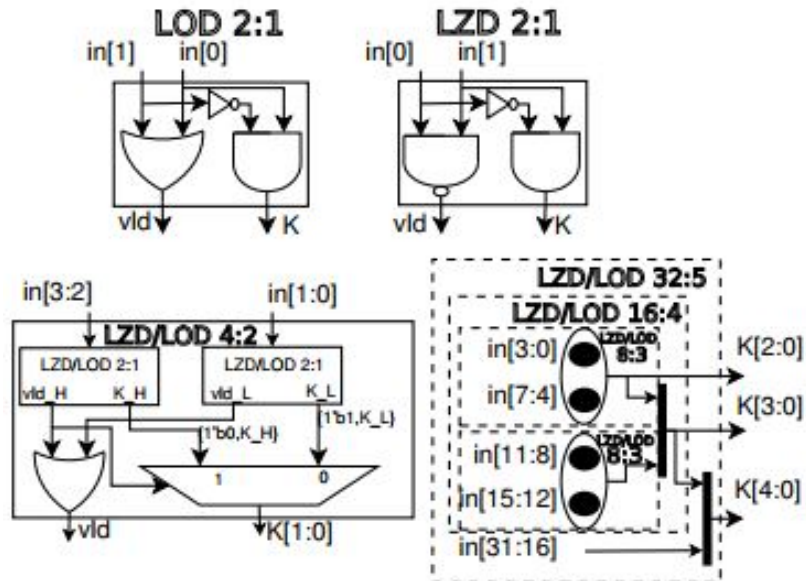 LOD 2:1
LZD 2:1
in[1] in[0]
in[0] in[1]
vld K
vld K
in[3:2]
in[1:0]
LZD/LOD 4:2
LZD/LOD 2:1
vld_H K_H
LZD/LOD 2:1
vld_L K_L
{1'b0,K_H}
{1'b1,K_L}
1 0
vld
K[1:0]
LZD/LOD 32:5
LZD/LOD 16:4
LZD/LOD
8:3
in[3:0]
in[7:4]
LZD/LOD
8:3
in[11:8]
in[15:12]
in[31:16]
K[2:0]
K[3:0]
K[4:0]